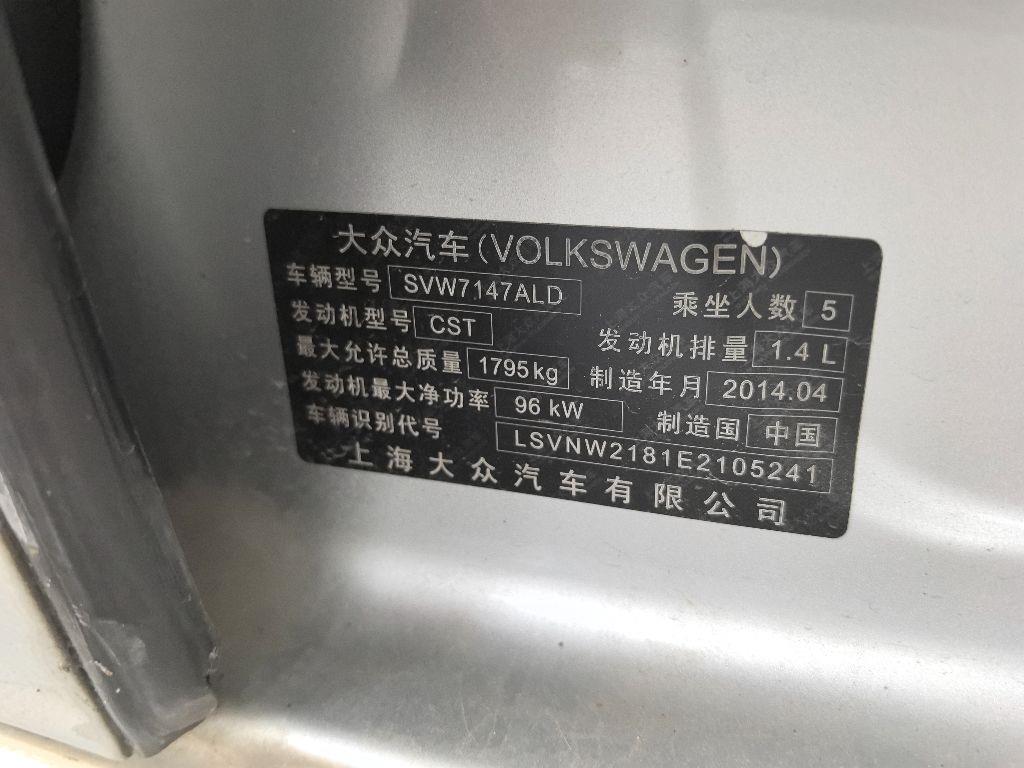 大众汽车(VOLKSWAGEN)
车辆型号 SVW7147ALD 乘坐人数 5
发动机型号 CST 发动机排量 1.4 L
最大允许总质量 1795kg 制造年月 2014.04
发动机最大净功率 96 kW 制造国 中国
车辆识别代号 LSVNW2181E2105241
上海大众汽车有限公司